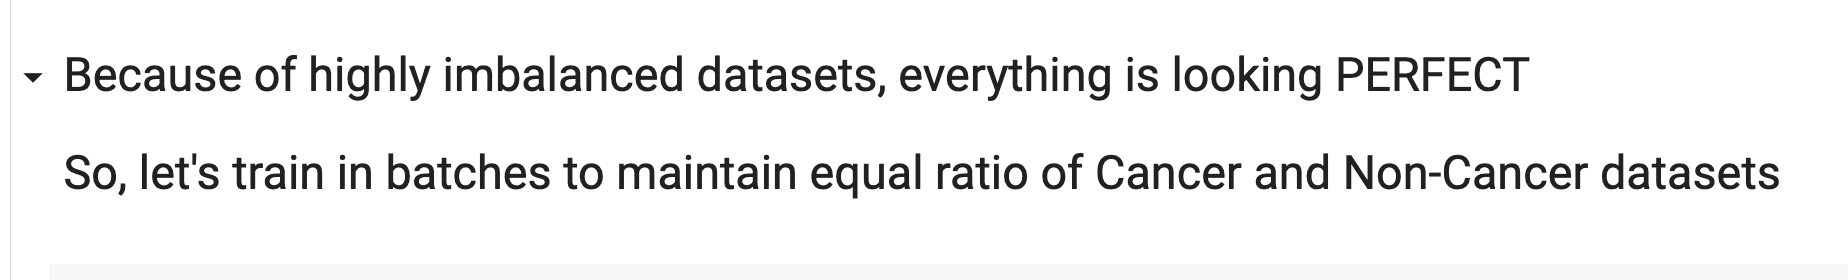 Because of highly imbalanced datasets, everything is looking PERFECT
So, let's train in batches to maintain equal ratio of Cancer and Non-Cancer datasets